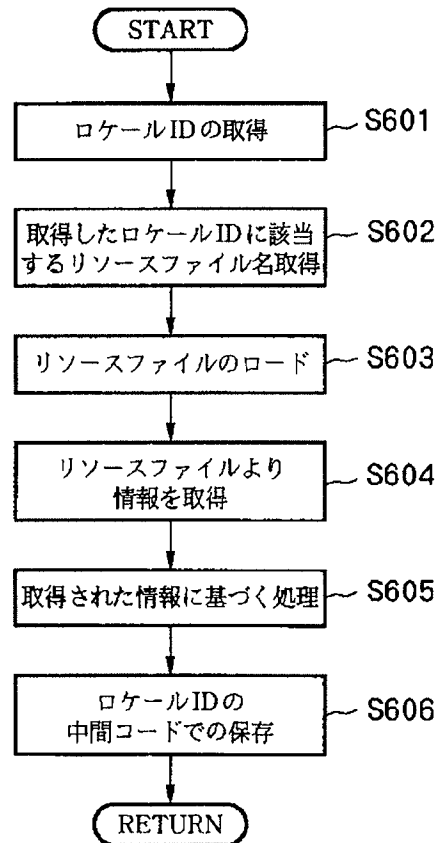 START
ロケールIDの取得
S601
取得したロケールIDに該当
するリソースファイル名取得
S602
リソースファイルのロード
S603
リソースファイルより
情報を取得
S604
取得された情報に基づく処理
S605
ロケールIDの
中間コードでの保存
S606
RETURN